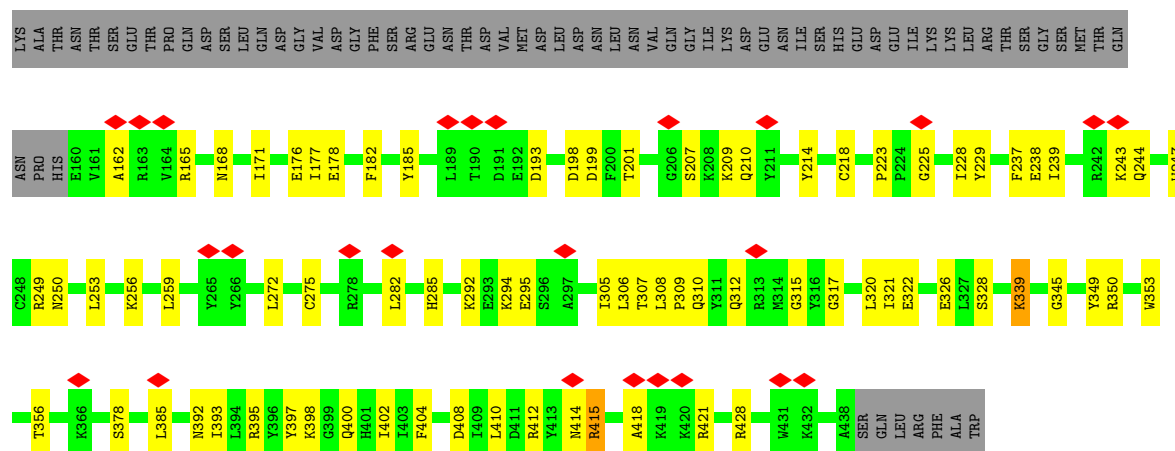 LYS ALA THR ASN THR SER GLU THR PRO GLN ASP SER LEU GLN ASP GLY VAL ASP GLY PHE SER ARG GLU ASN THR ASP VAL MET ASP LEU ASP ASN LEU ASN VAL GLN GLY ILE LYS ASP GLU ASN ILE SER HIS GLU ASP GLU ILE LYS LYS LEU ARG THR SER GLY SER MET THR GLN
ASN PRO HIS E160 V161 A162 R163 V164 R165 N168 I171 E176 I177 E178 F182 Y185 L189 T190 D191 E192 D193 D198 D199 F200 T201 G206 S207 K208 K209 Q210 Y211 Y214 C218 P223 P224 G225 I228 Y229 F237 E238 I239 R242 K243 Q244
C248 R249 N250 L253 K256 L259 Y265 Y266 L272 C275 R278 L282 H285 K292 E293 K294 E295 S296 A297 I305 L306 T307 L308 P309 Q310 Y311 Q312 R313 M314 G315 Y316 G317 L320 I321 E322 E326 L327 S328 K339 G345 Y349 R350 W353
T356 K366 S378 L385 N392 I393 L394 R395 Y396 Y397 K398 G399 Q400 H401 I402 I403 F404 D408 I409 L410 D411 R412 Y413 N414 R415 A418 K419 K420 R421 R428 W431 K432 A438 SER GLN LEU ARG PHE ALA TRP